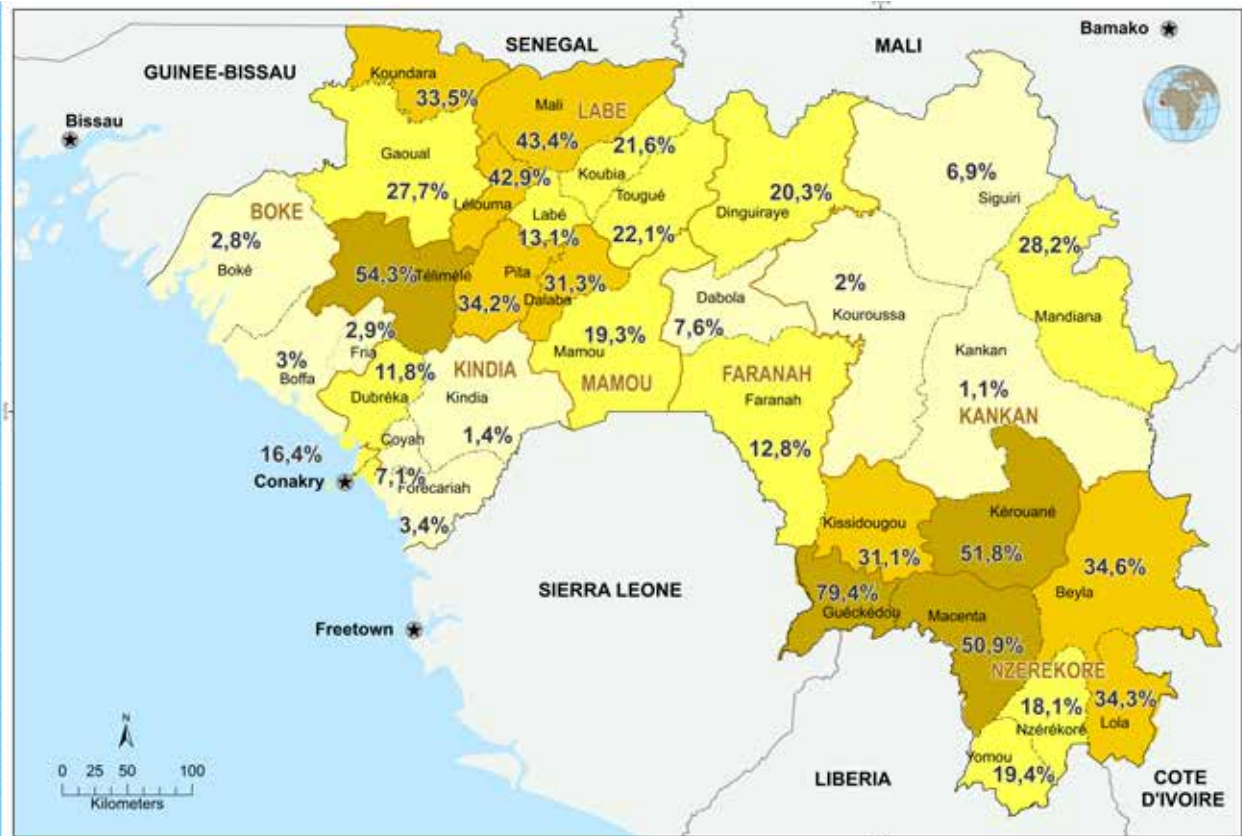 Bamako
SENEGAL
MALI
GUINEE-BISSAU
Koundara
33,5%
Mali
LABE
43,4%
Bissau
21,6%
Koubia
Gaoual
27,7%
42,9%
Lélouma
Tougué
Labé
13,1%
22,1%
20,3%
Dinguiraye
6,9%
Siguiri
BOKE
2,8%
Boké
28,2%
Mandiana
54,3%
Télimélé
Pita
34,2%
31,3%
Dalaba
Dabola
7,6%
2%
Kouroussa
2,9%
Fria
3%
Boffa
19,3%
Mamou
MAMOU
11,8%
Dubréka
KINDIA
Kindia
1,4%
FARANAH
Faranah
12,8%
Kankan
1,1%
KANKAN
Coyah
16,4%
Conakry
7,1%
Forecariah
3,4%
Kissidougou
31,1%
Kérouané
51,8%
34,6%
Beyla
SIERRA LEONE
79,4%
Guéckédou
Macenta
50,9%
Freetown
NZEREKORE
18,1%
Nzérékoré
34,3%
Lola
Yomou
19,4%
LIBERIA
COTE
D'IVOIRE
N
0 25 50 100
Kilometers